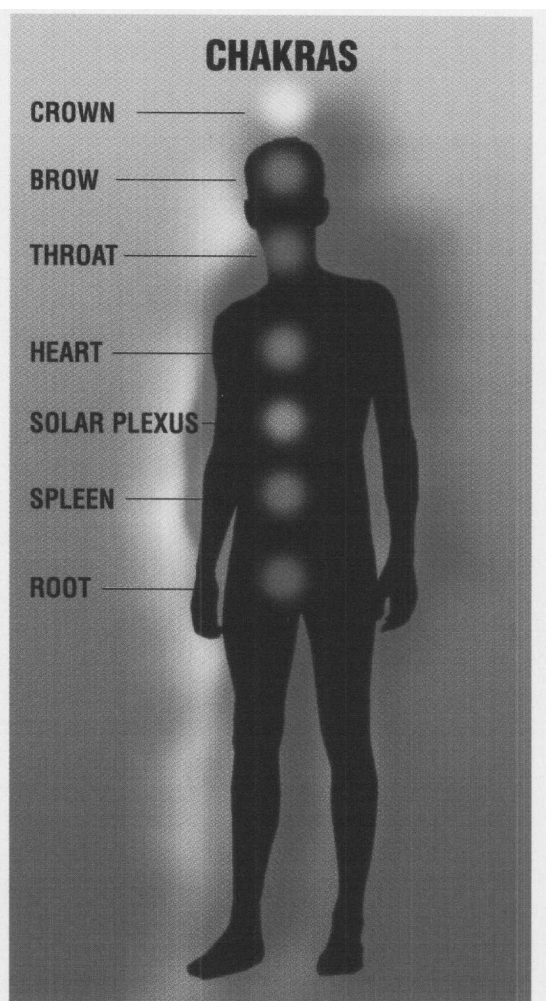 CHAKRAS
CROWN
BROW
THROAT
HEART
SOLAR PLEXUS
SPLEEN
ROOT